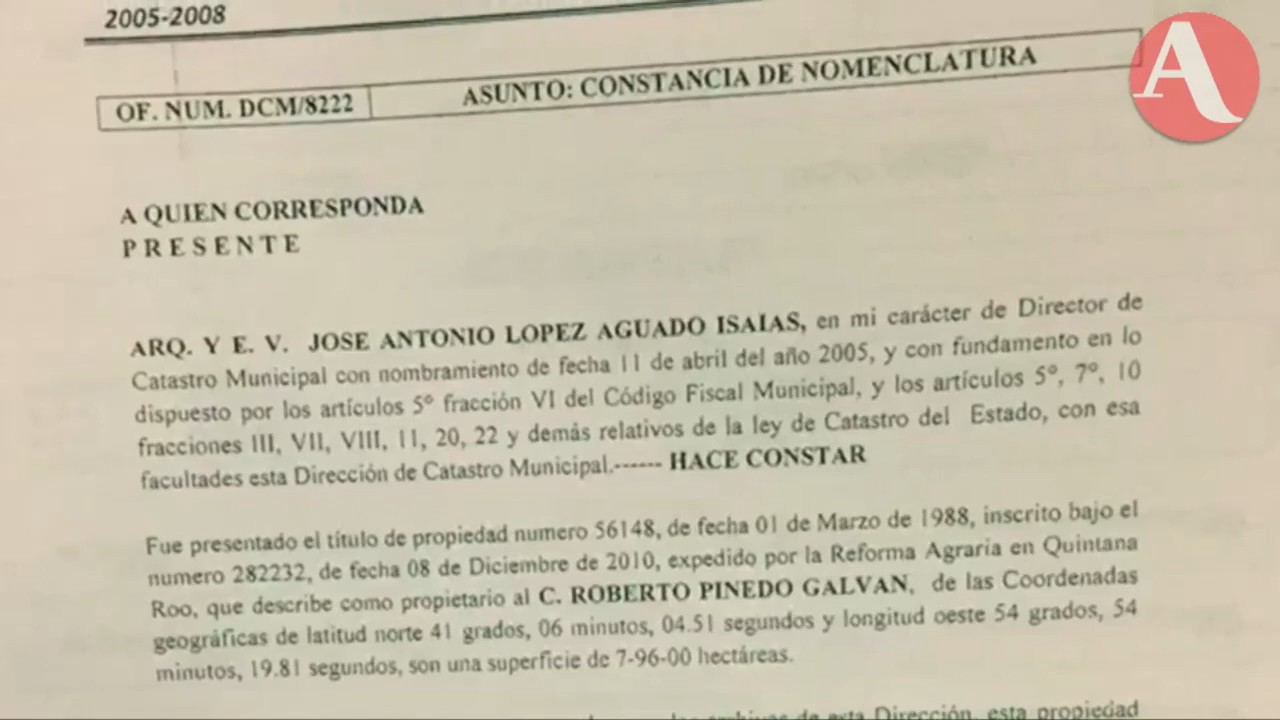 2005-2008
OF. NUM. DCM/8222 ASUNTO: CONSTANCIA DE NOMENCLATURA
A
A QUIEN CORRESPONDA
P R E S E N T E
ARQ. Y E. V. JOSE ANTONIO LOPEZ AGUADO ISAIAS, en mi carácter de Director de
Catastro Municipal con nombramiento de fecha 11 de abril del año 2005, y con fundamento en lo
dispuesto por los artículos 5º fracción VI del Código Fiscal Municipal, y los artículos 5º, 7º, 10
fracciones III, VII, VIII, 11, 20, 22 y demás relativos de la ley de Catastro del Estado, con esa
facultades esta Dirección de Catastro Municipal.------ HACE CONSTAR
Fue presentado el título de propiedad numero 56148, de fecha 01 de Marzo de 1988, inscrito bajo el
numero 282232, de fecha 08 de Diciembre de 2010, expedido por la Reforma Agraria en Quintana
Roo, que describe como propietario al C. ROBERTO PINEDO GALVAN, de las Coordenadas
geográficas de latitud norte 41 grados, 06 minutos, 04.51 segundos y longitud oeste 54 grados, 54
minutos, 19.81 segundos, son una superficie de 7-96-00 hectáreas.
de esta Dirección, esta propiedad